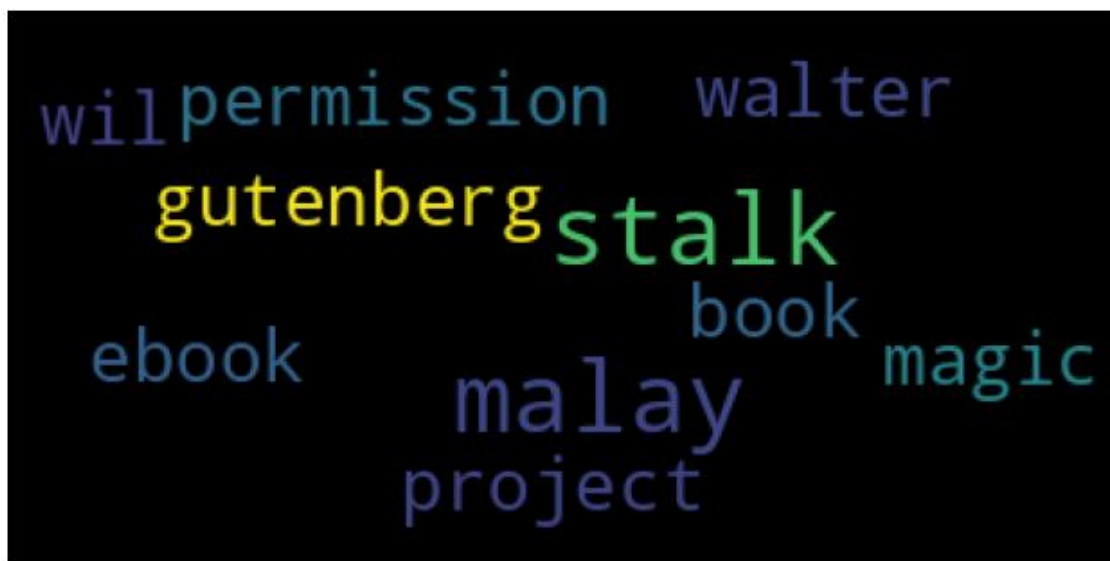 wil permission walter
gutenberg stalk
book
ebook magic
malay
project